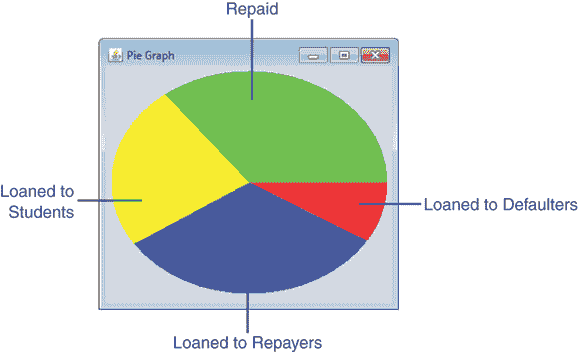 Repaid
Pie Graph
Loaned to
Students
Loaned to Defaulters
Loaned to Repayers